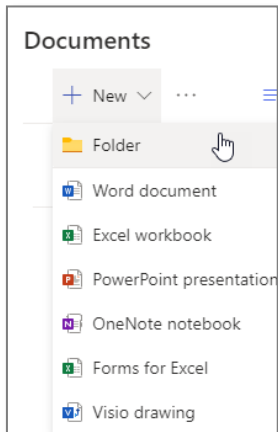 Documents
+ New ...
Folder
Word document
Excel workbook
PowerPoint presentation
OneNote notebook
Forms for Excel
Visio drawing